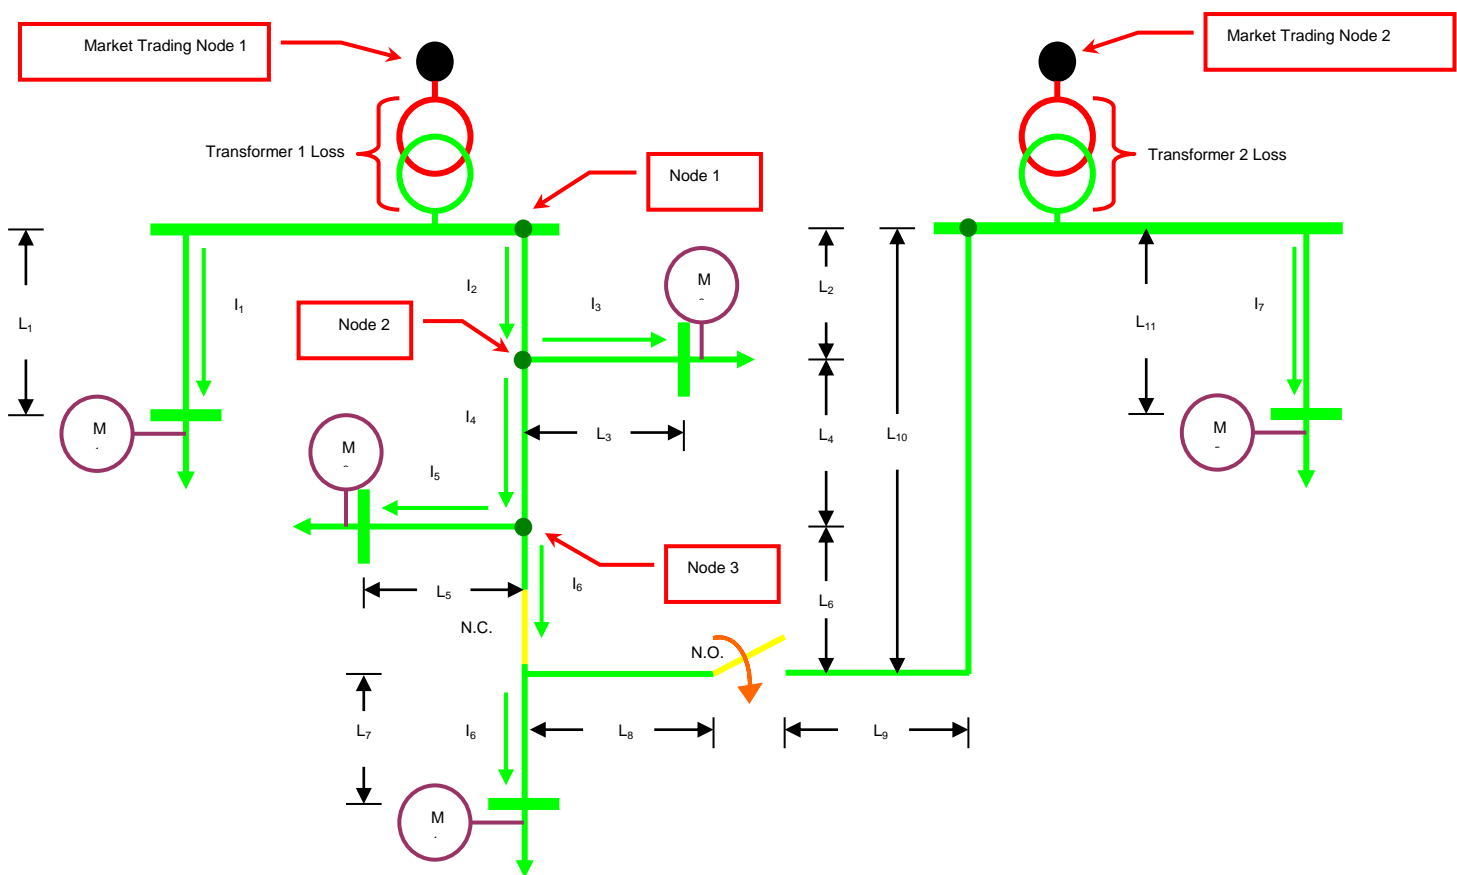 Market Trading Node 1
Market Trading Node 2
Transformer 1 Loss
Transformer 2 Loss
Node 1
M
I₂
L₂
I₁
I₃
I₇
L₁
Node 2
L₁₁
M
I₄
L₃
L₄
L₁₀
M
M
I₅
Node 3
I₆
L₅
L₆
N.C.
N.O.
L₇
I₆
L₈
L₉
M